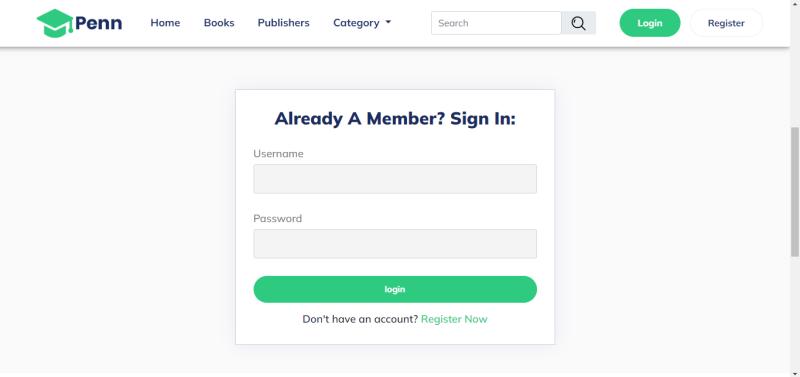 Penn Home Books Publishers Category Search Login Register
Already A Member? Sign In:
Username
Password
login
Don't have an account? Register Now